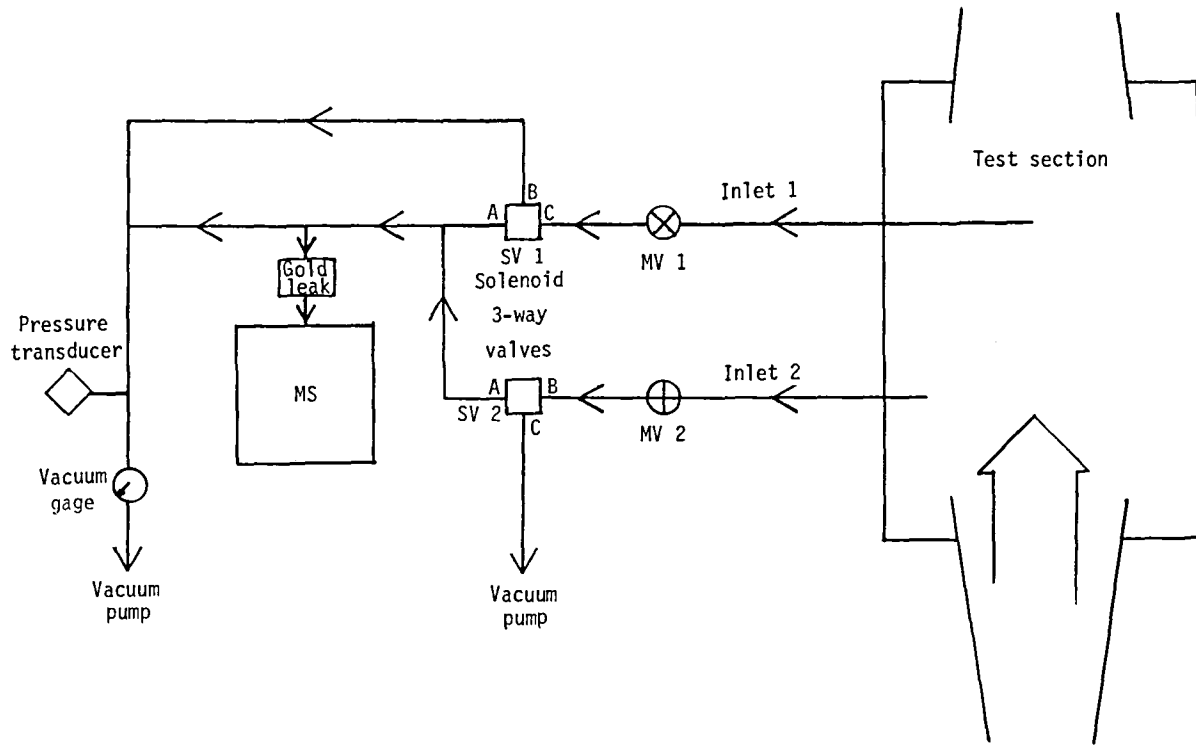 Test section
B
Inlet 1
A
C
SV 1
MV 1
Gold
leak
Solenoid
3-way
valves
Pressure
transducer
MS
Inlet 2
A
B
SV 2
C
MV 2
Vacuum
gage
Vacuum
pump
Vacuum
pump